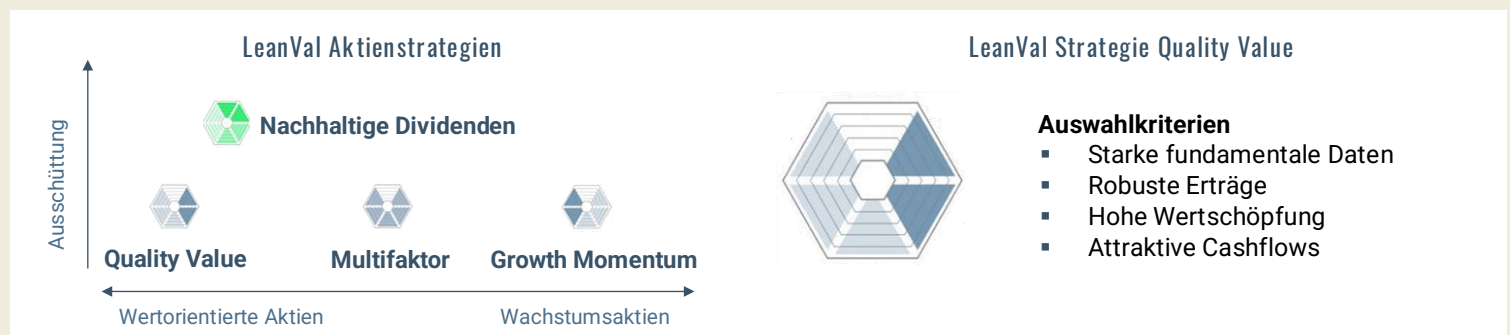 LeanVal Aktienstrategien
Ausschüttung
Nachhaltige Dividenden
Quality Value
Multifaktor
Growth Momentum
Wertorientierte Aktien
Wachstumsaktien
LeanVal Strategie Quality Value
Auswahlkriterien
▪ Starke fundamentale Daten
▪ Robuste Erträge
▪ Hohe Wertschöpfung
▪ Attraktive Cashflows